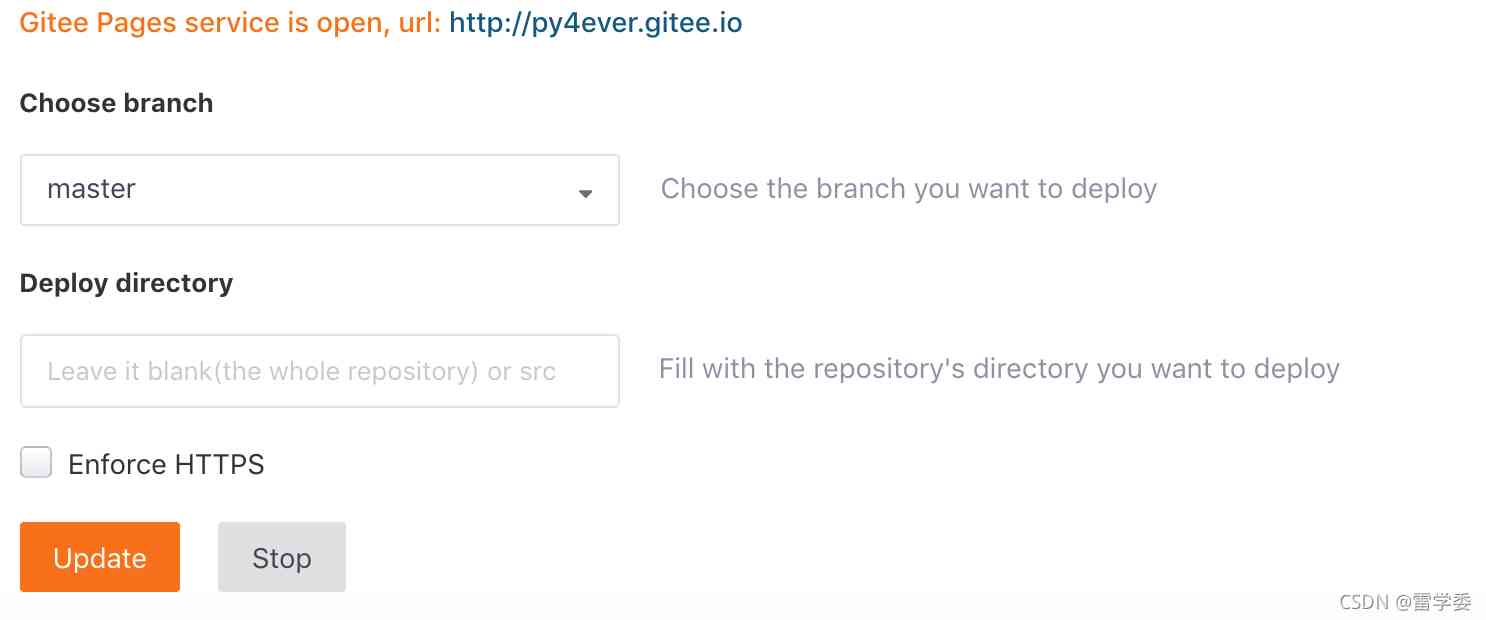 Gitee Pages service is open, url: http://py4ever.gitee.io
Choose branch
master
Choose the branch you want to deploy
Deploy directory
Leave it blank(the whole repository) or src
Fill with the repository's directory you want to deploy
Enforce HTTPS
Update
Stop
CSDN @雷学委